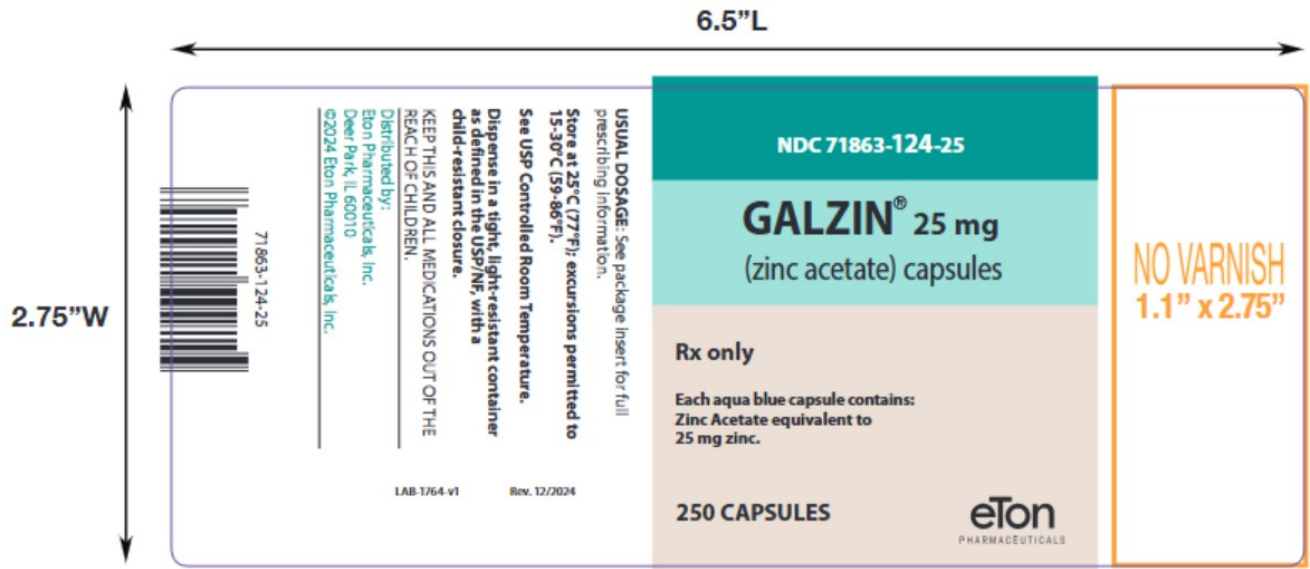 6.5”L
2.75”W
71863-124-25
USUAL DOSAGE: See package insert for full
prescribing information.
Store at 25°C (77°F); excursions permitted to
15-30°C (59-86°F).
See USP Controlled Room Temperature.
Dispense in a tight, light-resistant container
as defined in the USP/NF, with a
child-resistant closure.
KEEP THIS AND ALL MEDICATIONS OUT OF THE
REACH OF CHILDREN.
Distributed by:
Eton Pharmaceuticals, Inc.
Deer Park, IL 60010
©2024 Eton Pharmaceuticals, Inc.
LAB-1764-v1 Rev. 12/2024
NDC 71863-124-25
GALZIN® 25 mg
(zinc acetate) capsules
Rx only
Each aqua blue capsule contains:
Zinc Acetate equivalent to
25 mg zinc.
250 CAPSULES
eTon
PHARMACEUTICALS
NO VARNISH
1.1” x 2.75”